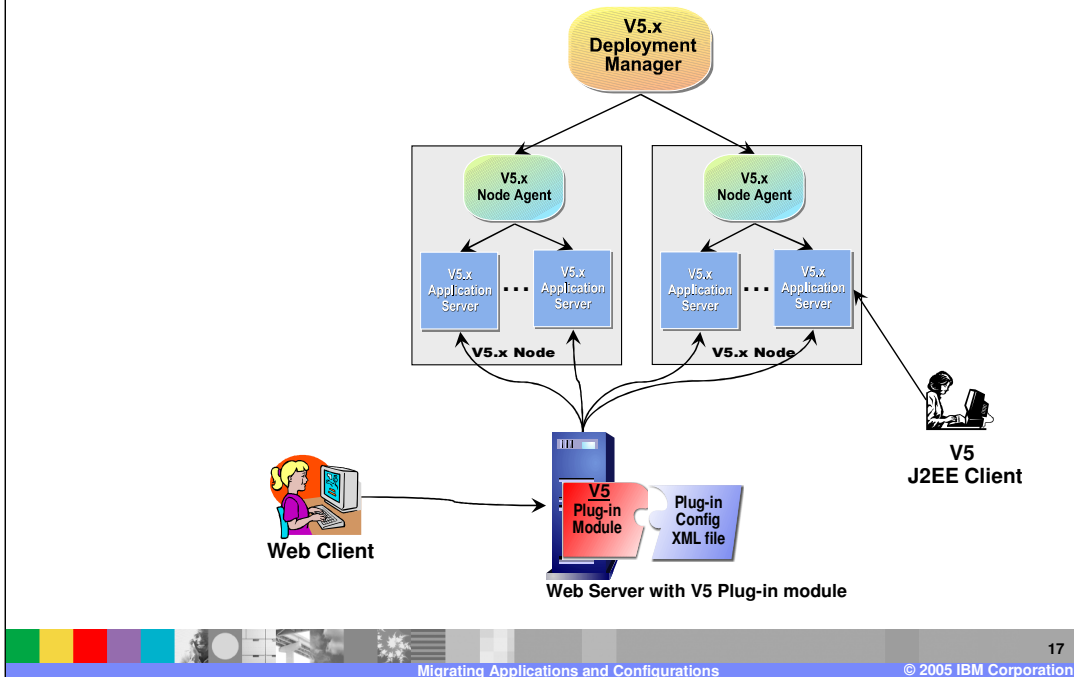 V5.x
Deployment
Manager
V5.x
Node Agent
V5.x
Node Agent
V5.x
Application
Server
...
V5.x
Application
Server
V5.x
Application
Server
...
V5.x
Application
Server
V5.x Node
V5.x Node
V5
J2EE Client
V5
Plug-in
Module
Plug-in
Config
XML file
Web Client
Web Server with V5 Plug-in module
17
Migrating Applications and Configurations
© 2005 IBM Corporation